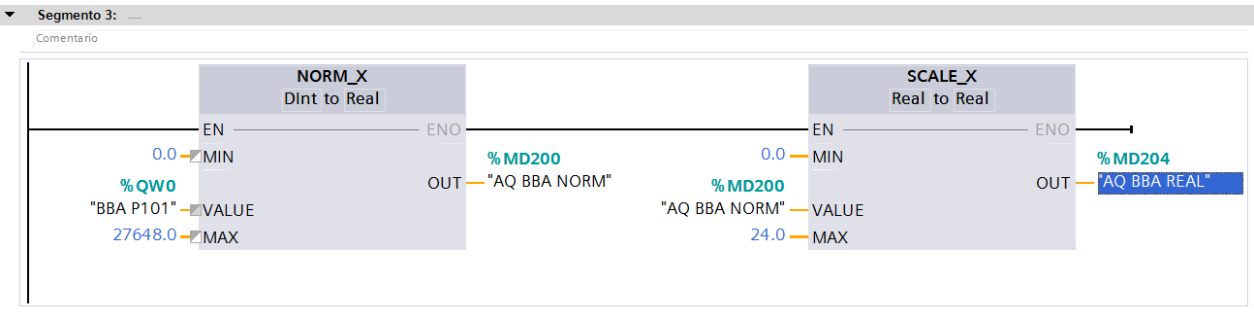 Segmento 3: .....
Comentario
NORM_X
DInt to Real
EN ENO
0.0 MIN
%MD200
OUT "AQ BBA NORM"
%QW0
"BBA P101" VALUE
27648.0 MAX
SCALE_X
Real to Real
EN ENO
0.0 MIN
%MD204
OUT "AQ BBA REAL"
%MD200
"AQ BBA NORM" VALUE
24.0 MAX